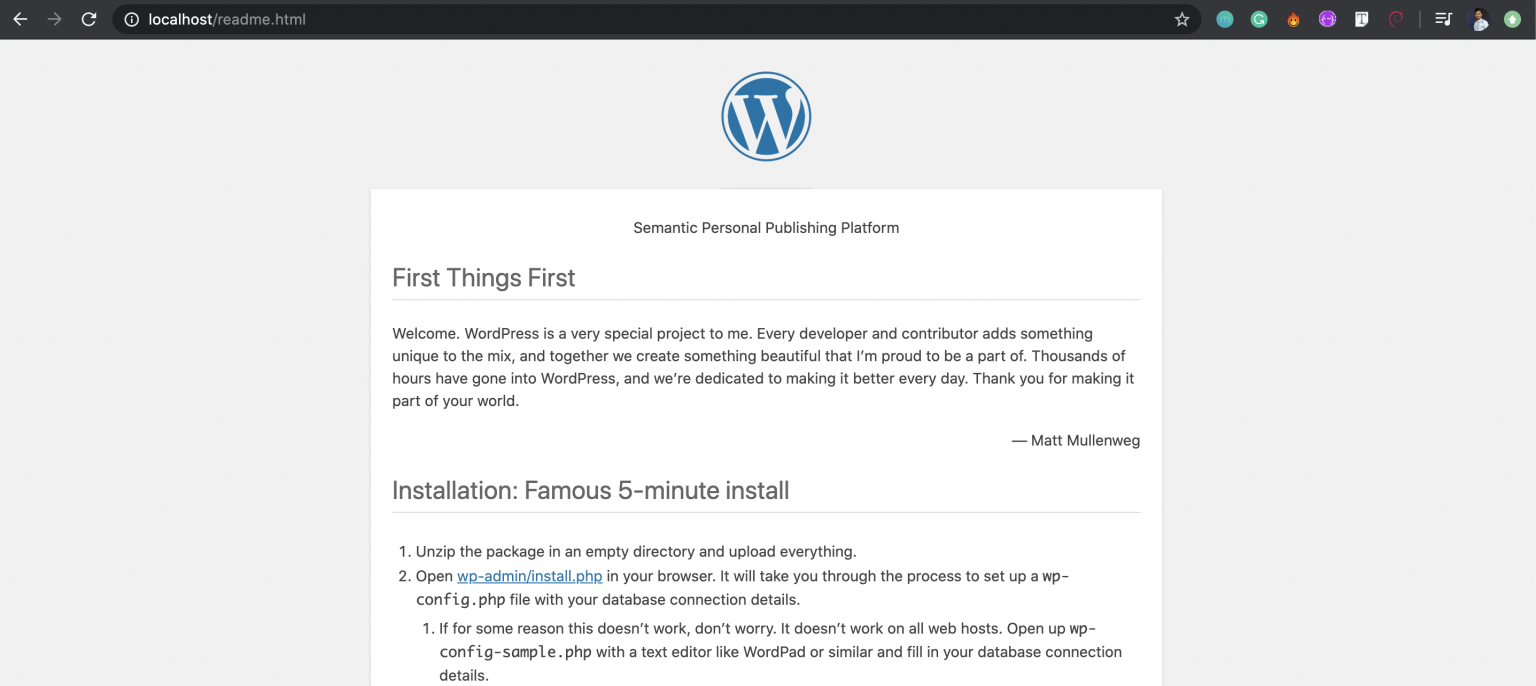 localhost/readme.html
Semantic Personal Publishing Platform
First Things First
Welcome. WordPress is a very special project to me. Every developer and contributor adds something
unique to the mix, and together we create something beautiful that I’m proud to be a part of. Thousands of
hours have gone into WordPress, and we’re dedicated to making it better every day. Thank you for making it
part of your world.
— Matt Mullenweg
Installation: Famous 5-minute install
1. Unzip the package in an empty directory and upload everything.
2. Open wp-admin/install.php in your browser. It will take you through the process to set up a wp-
config.php file with your database connection details.
1. If for some reason this doesn’t work, don’t worry. It doesn’t work on all web hosts. Open up wp-
config-sample.php with a text editor like WordPad or similar and fill in your database connection
details.